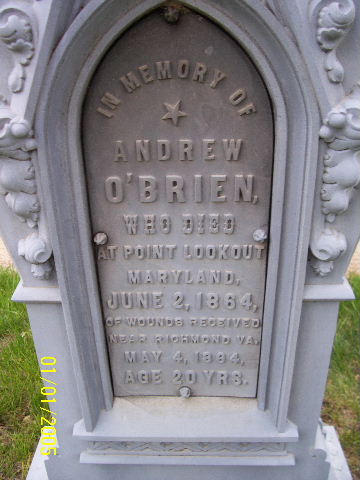 IN MEMORY OF
ANDREW
O'BRIEN,
WHO DIED
AT POINT LOOKOUT
MARYLAND,
JUNE 2, 1864,
OF WOUNDS RECEIVED
NEAR RICHMOND VA.
MAY 4, 1894,
AGE 20 YRS.
01/01/2005